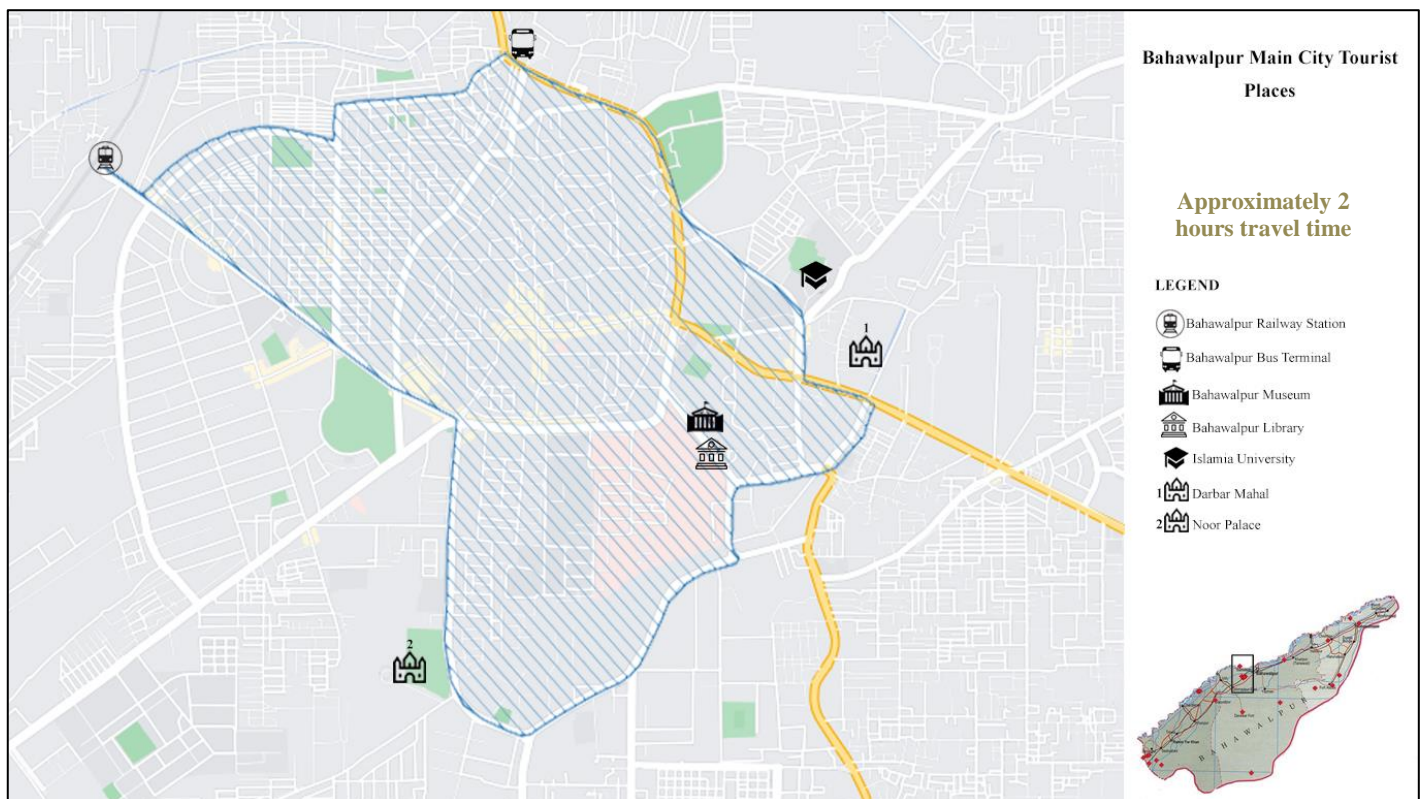 Bahawalpur Main City Tourist
Places
Approximately 2
hours travel time
LEGEND
Bahawalpur Railway Station
Bahawalpur Bus Terminal
Bahawalpur Museum
Bahawalpur Library
Islamia University
1 Darbar Mahal
2 Noor Palace
1
2
BAHAWALPUR